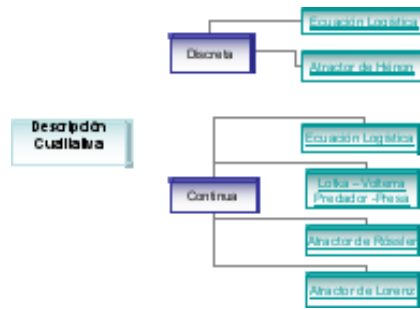 Ecuación Logística
Discreta
Atractor de Hénon
Descripción
Cualitativa
Ecuación Logística
Continua
Lotka – Volterra
Predador -Presa
Atractor de Rössler
Atractor de Lorenz